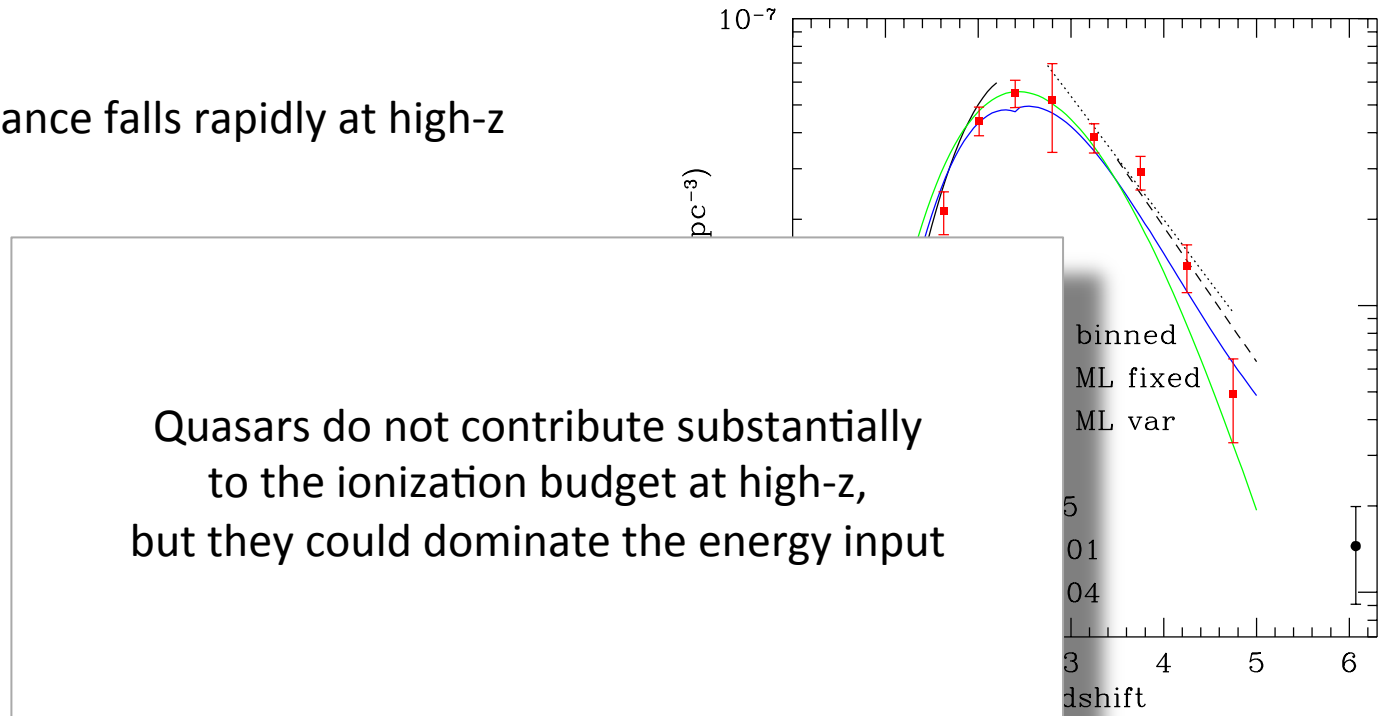 10⁻⁷
ance falls rapidly at high-z
pc⁻³)
binned
ML fixed
ML var
Quasars do not contribute substantially
to the ionization budget at high-z,
but they could dominate the energy input
5
01
04
3 4 5 6
dshift